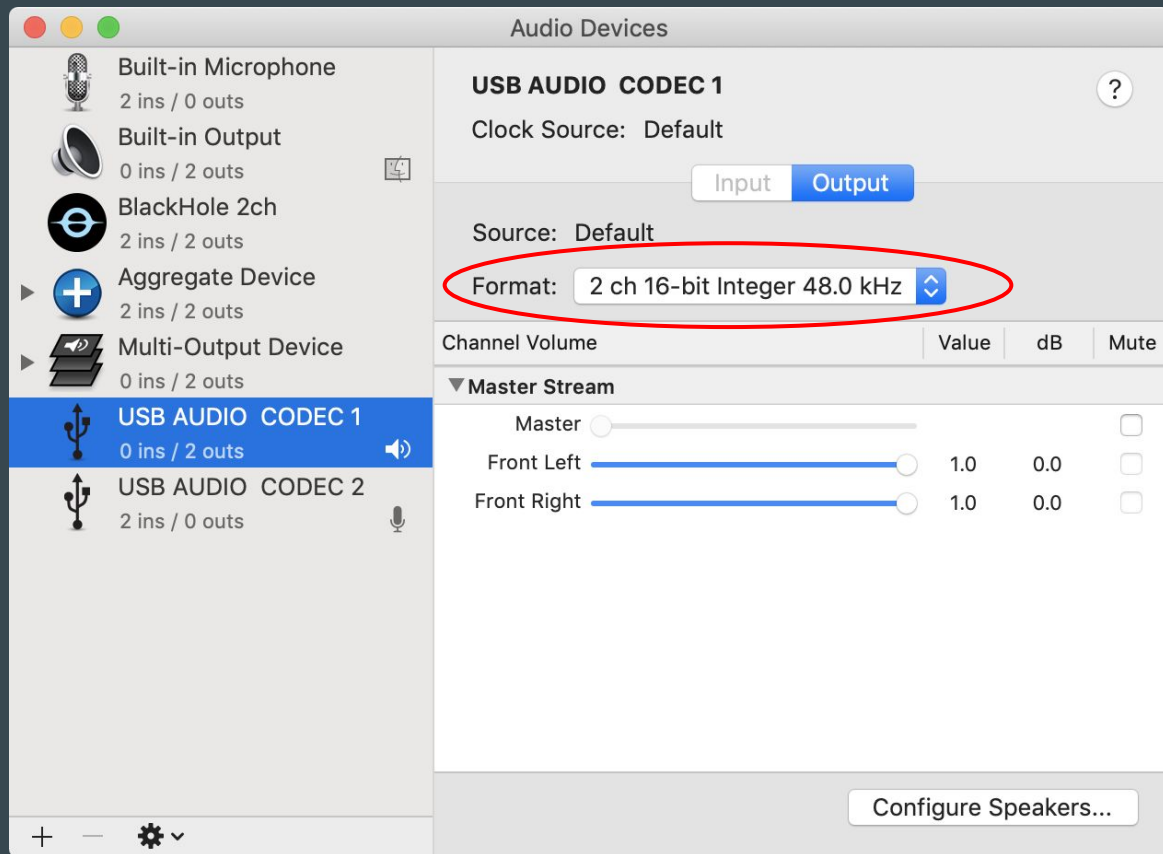 Audio Devices
Built-in Microphone
2 ins / 0 outs
Built-in Output
0 ins / 2 outs
BlackHole 2ch
2 ins / 2 outs
Aggregate Device
2 ins / 2 outs
Multi-Output Device
0 ins / 2 outs
USB AUDIO  CODEC 1
0 ins / 2 outs
USB AUDIO  CODEC 2
2 ins / 0 outs
USB AUDIO  CODEC 1
?
Clock Source: Default
Input Output
Source: Default
Format: 2 ch 16-bit Integer 48.0 kHz
Channel Volume Value dB Mute
Master Stream
Master
Front Left 1.0 0.0
Front Right 1.0 0.0
Configure Speakers...